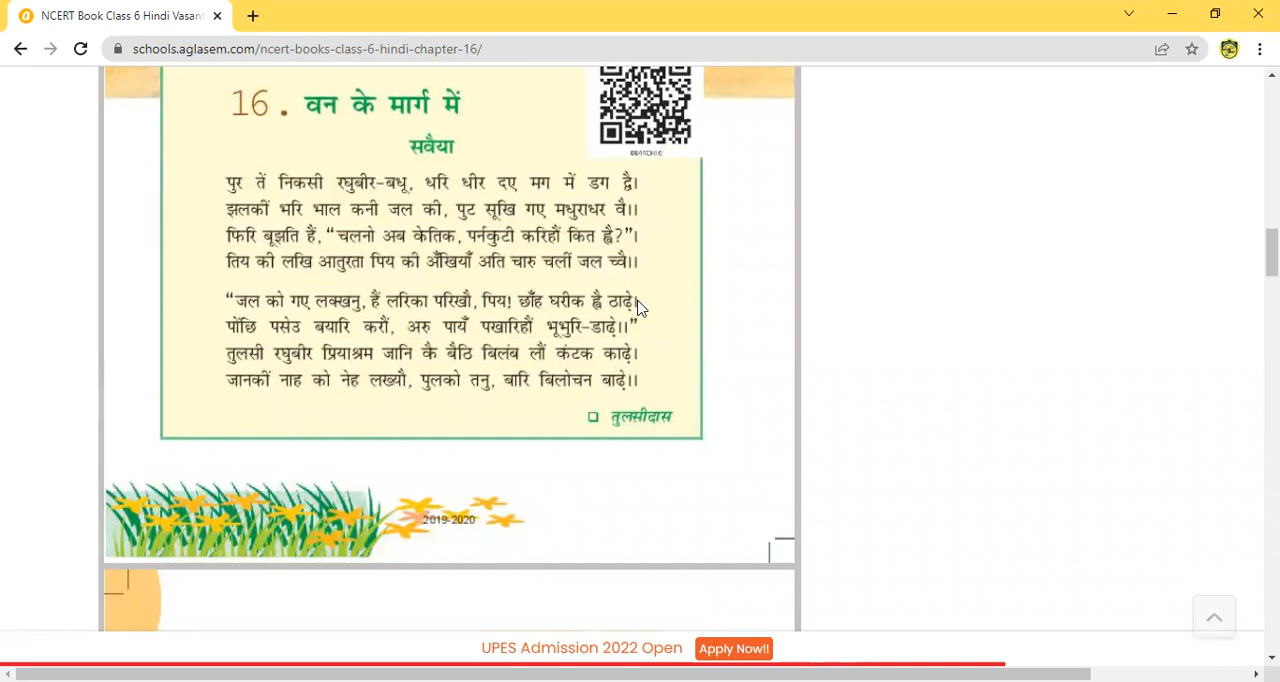 NCERT Book Class 6 Hindi Vasant
schools.aglasem.com/ncert-books-class-6-hindi-chapter-16/
16. वन के मार्ग में
सवैया
पुर तें निकसी रघुबीर-बधू, धरि धीर दए मग में डग द्वै।
झलकीं भरि भाल कनी जल की, पुट सूखि गए मधुराधर वै।।
फिरि बूझति हैं, “चलनो अब केतिक, पर्नकुटी करिहौं कित ह्वै?”।
तिय की लखि आतुरता पिय की अँखियाँ अति चारु चलीं जल च्वै।।
“जल को गए लक्खनु, हैं लरिका परिखौ, पिय! छाँह घरीक ह्वै ठाढ़े।
पोंछि पसेउ बयारि करौं, अरु पायँ पखारिहौं भूभुरि-डाढ़े।।”
तुलसी रघुबीर प्रियाश्रम जानि कै बैठि बिलंब लौं कंटक काढ़े।
जानकीं नाह को नेह लख्यौ, पुलको तनु, बारि बिलोचन बाढ़े।।
तुलसीदास
2019-2020
UPES Admission 2022 Open Apply Now!!